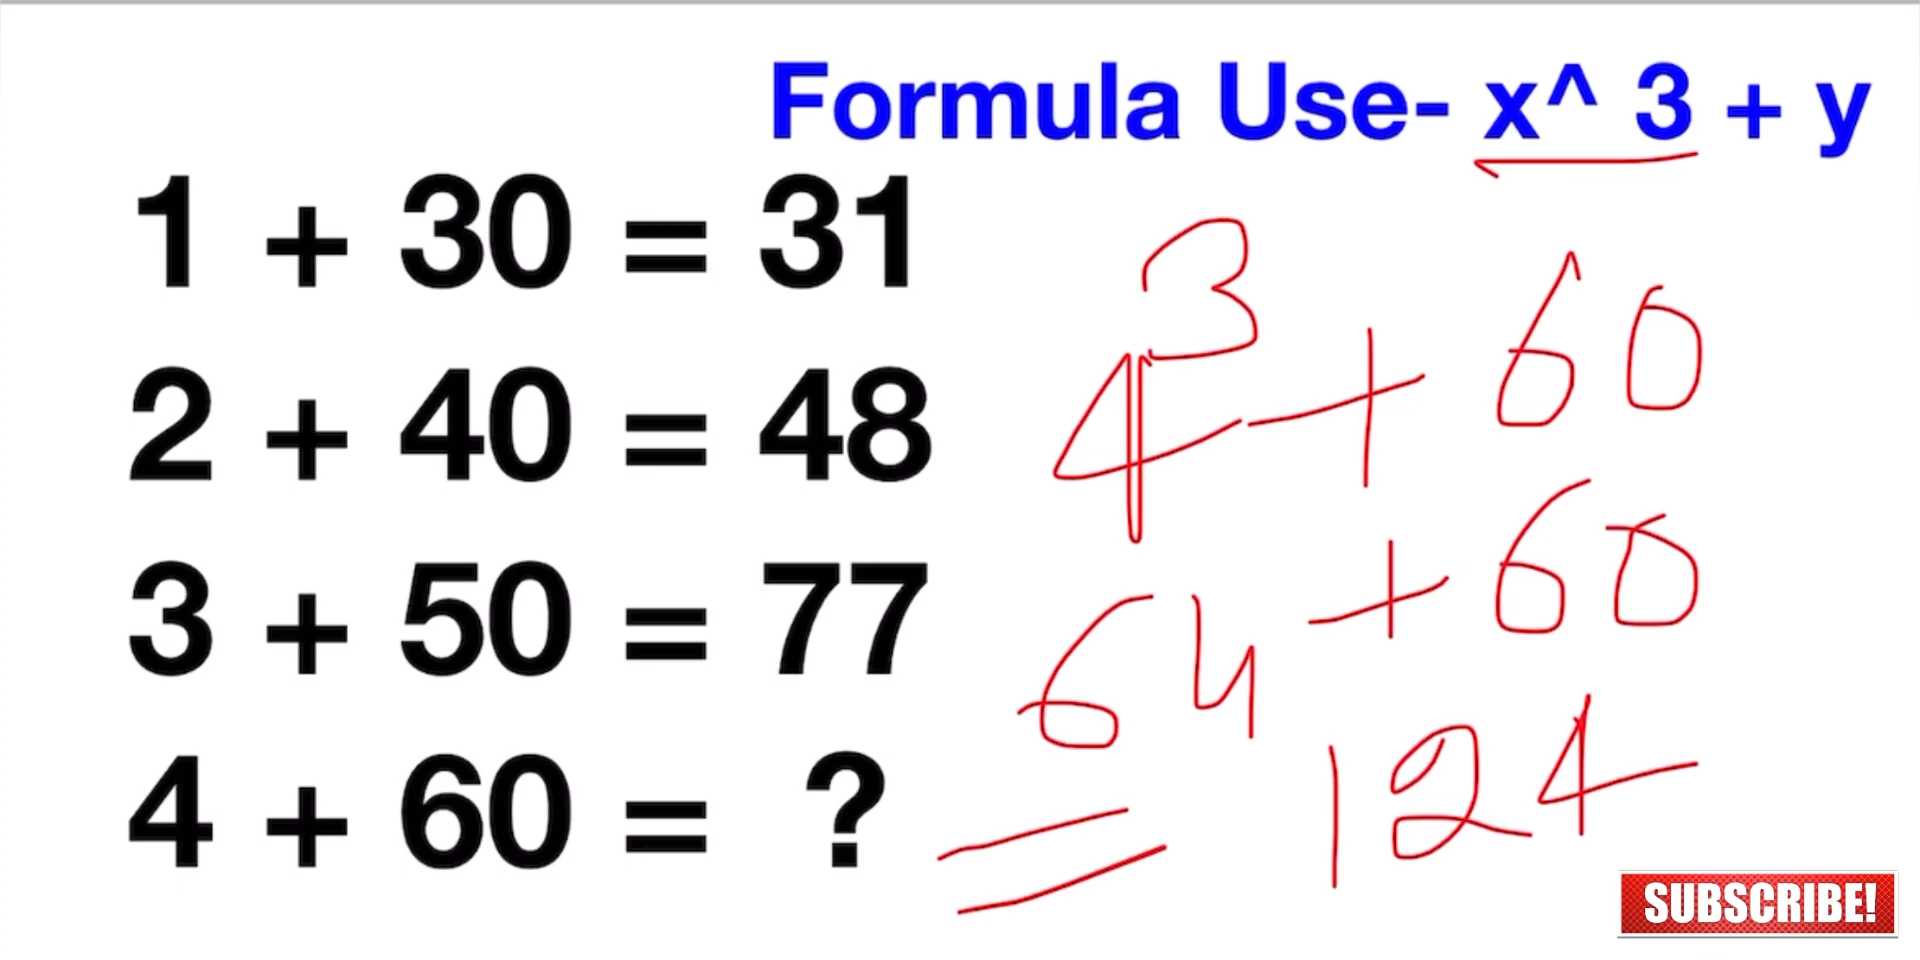 Formula Use- x^ 3 + y
1 + 30 = 31
2 + 40 = 48
3 + 50 = 77
4 + 60 = ?
4³ + 60
64 + 60
= 124
SUBSCRIBE!